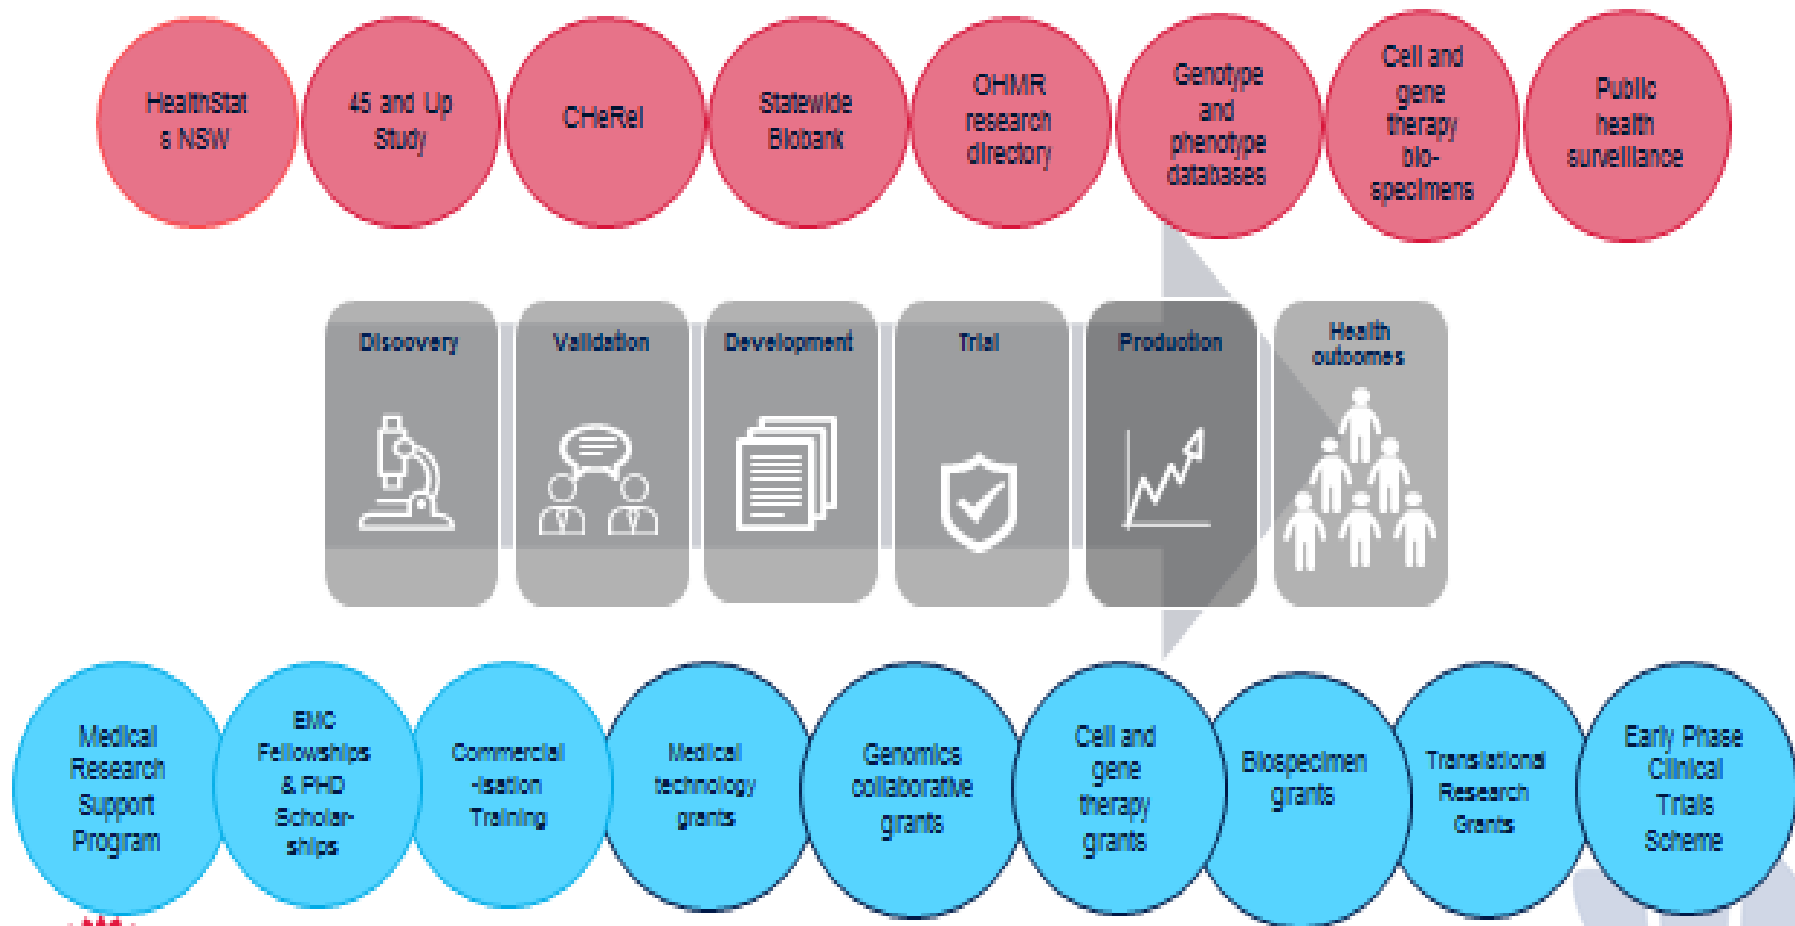 HealthStat
s NSW
45 and Up
Study
CHeReI
Statewide
Biobank
OHMR
research
directory
Genotype
and
phenotype
databases
Cell and
gene
therapy
bio-
specimens
Public
health
surveillance
Discovery
Validation
Development
Trial
Production
Health
outcomes
Medical
Research
Support
Program
EMC
Fellowships
& PHD
Scholar-
ships
Commercial
-isation
Training
Medical
technology
grants
Genomics
collaborative
grants
Cell and
gene
therapy
grants
Biospecimen
grants
Translational
Research
Grants
Early Phase
Clinical
Trials
Scheme